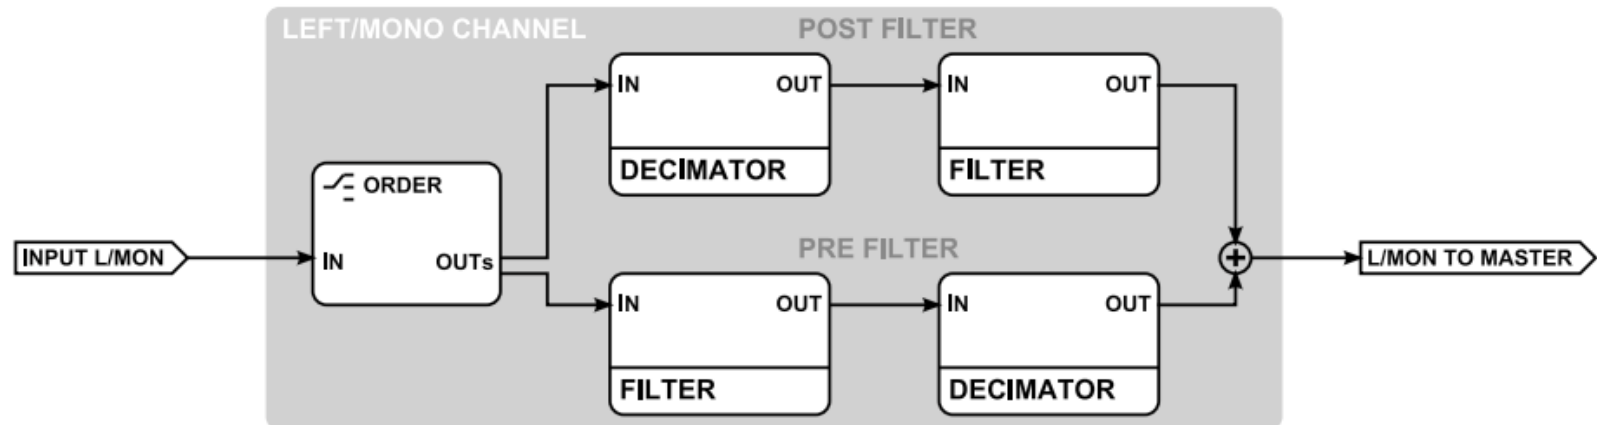 LEFT/MONO CHANNEL
POST FILTER
IN OUT
DECIMATOR
IN OUT
FILTER
ORDER
IN OUTs
INPUT L/MON
PRE FILTER
IN OUT
FILTER
IN OUT
DECIMATOR
+
L/MON TO MASTER